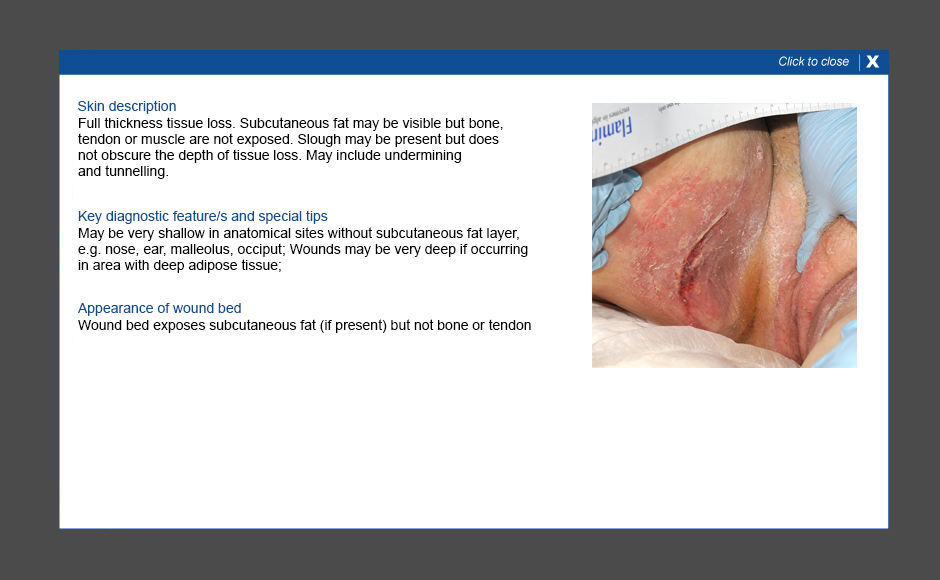 Click to close X
Skin description
Full thickness tissue loss. Subcutaneous fat may be visible but bone,
tendon or muscle are not exposed. Slough may be present but does
not obscure the depth of tissue loss. May include undermining
and tunnelling.
Key diagnostic feature/s and special tips
May be very shallow in anatomical sites without subcutaneous fat layer,
e.g. nose, ear, malleolus, occiput; Wounds may be very deep if occurring
in area with deep adipose tissue;
Appearance of wound bed
Wound bed exposes subcutaneous fat (if present) but not bone or tendon
Flamin